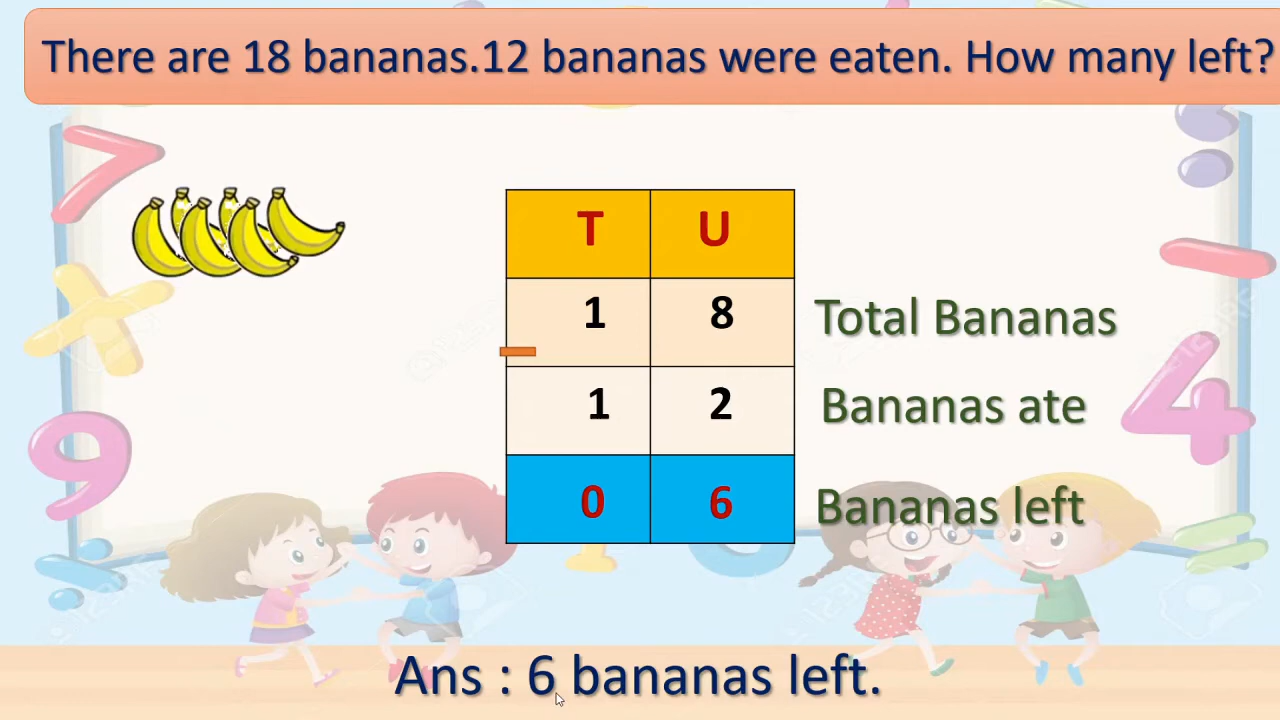 There are 18 bananas.12 bananas were eaten. How many left?
T U
1 8 Total Bananas
1 2 Bananas ate
0 6 Bananas left
Ans : 6 bananas left.